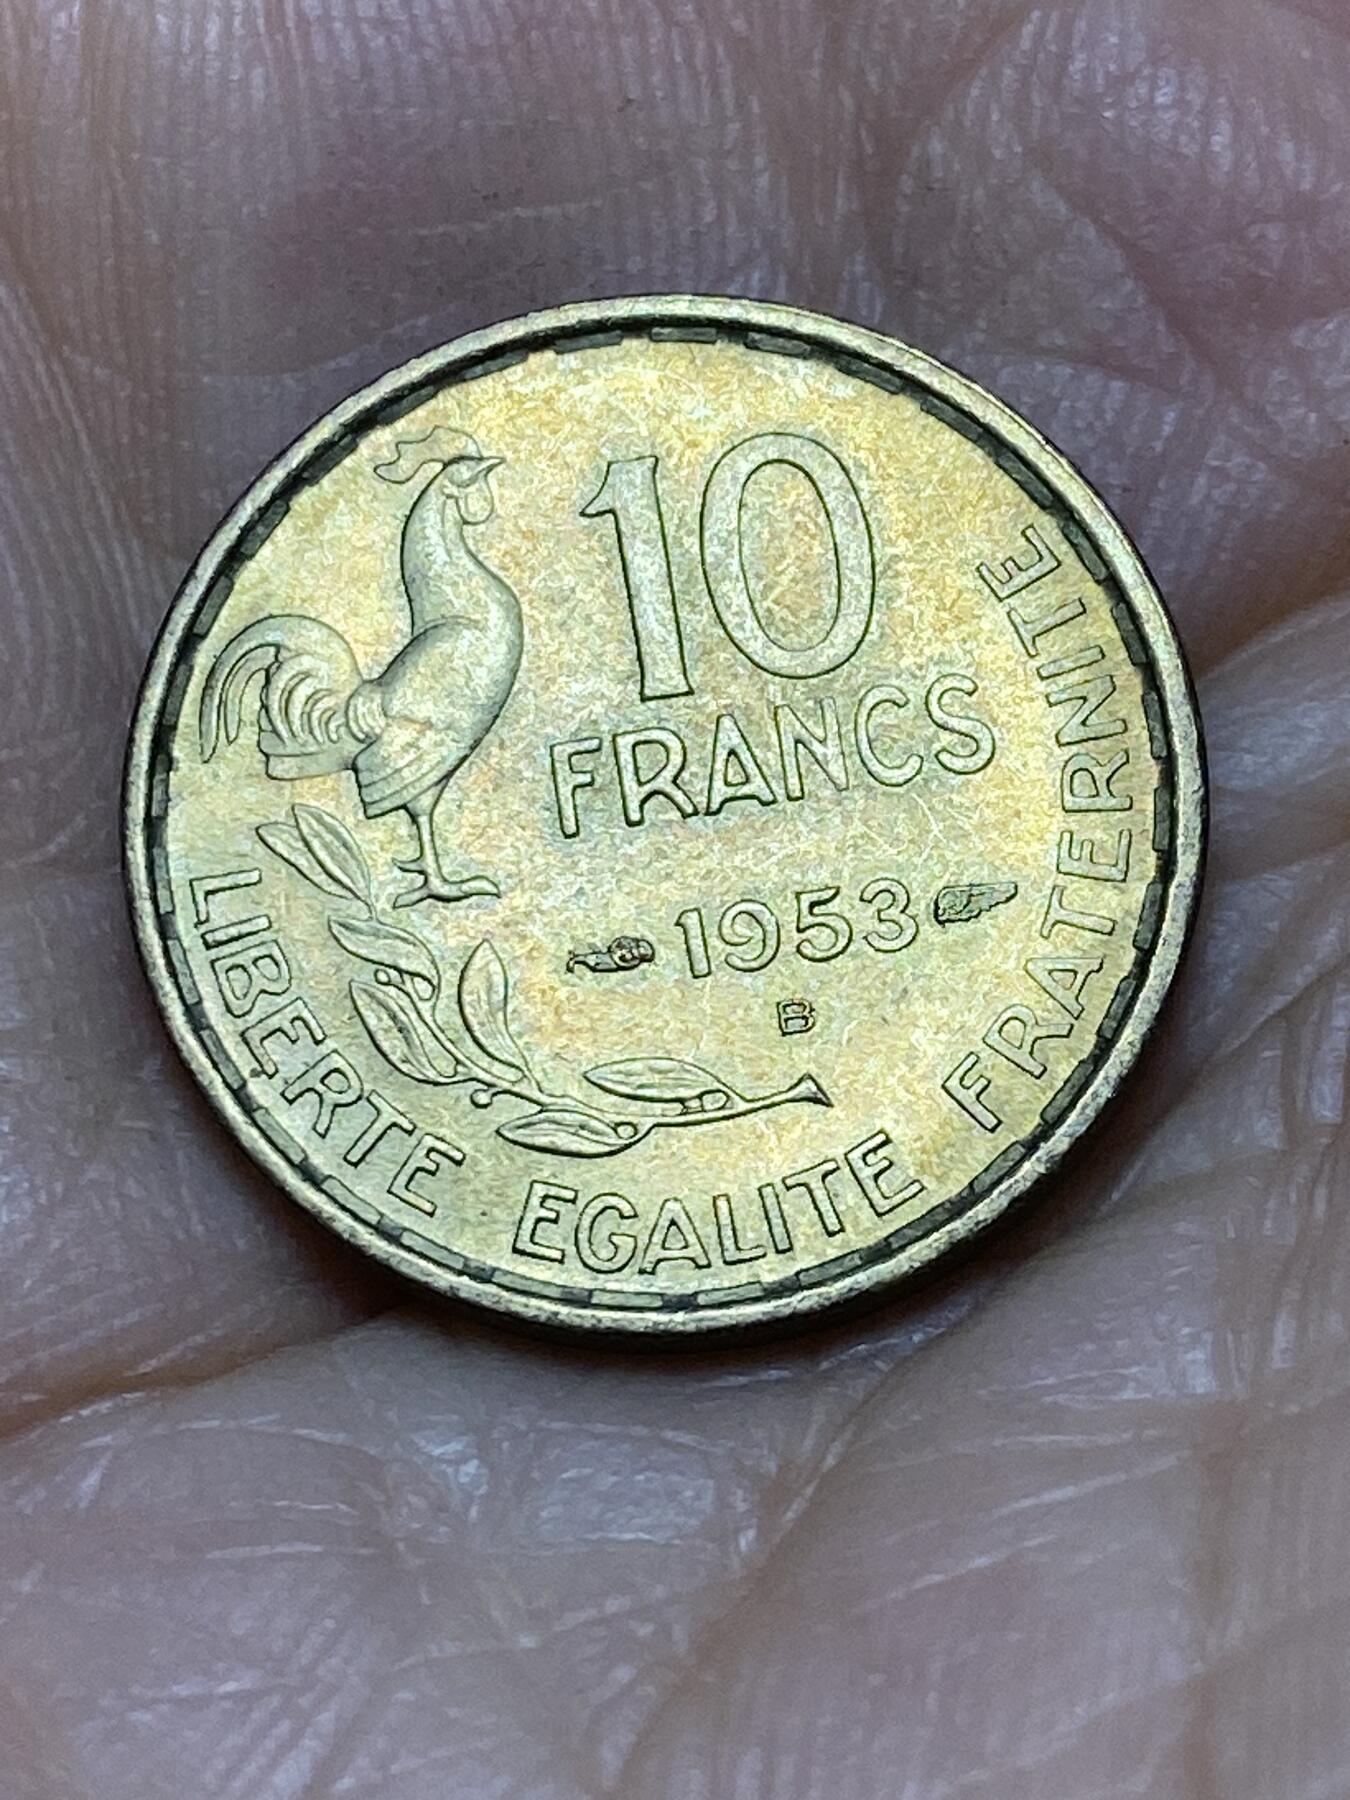 10
FRANCS
1953
B
LIBERTE EGALITE FRATERNITE